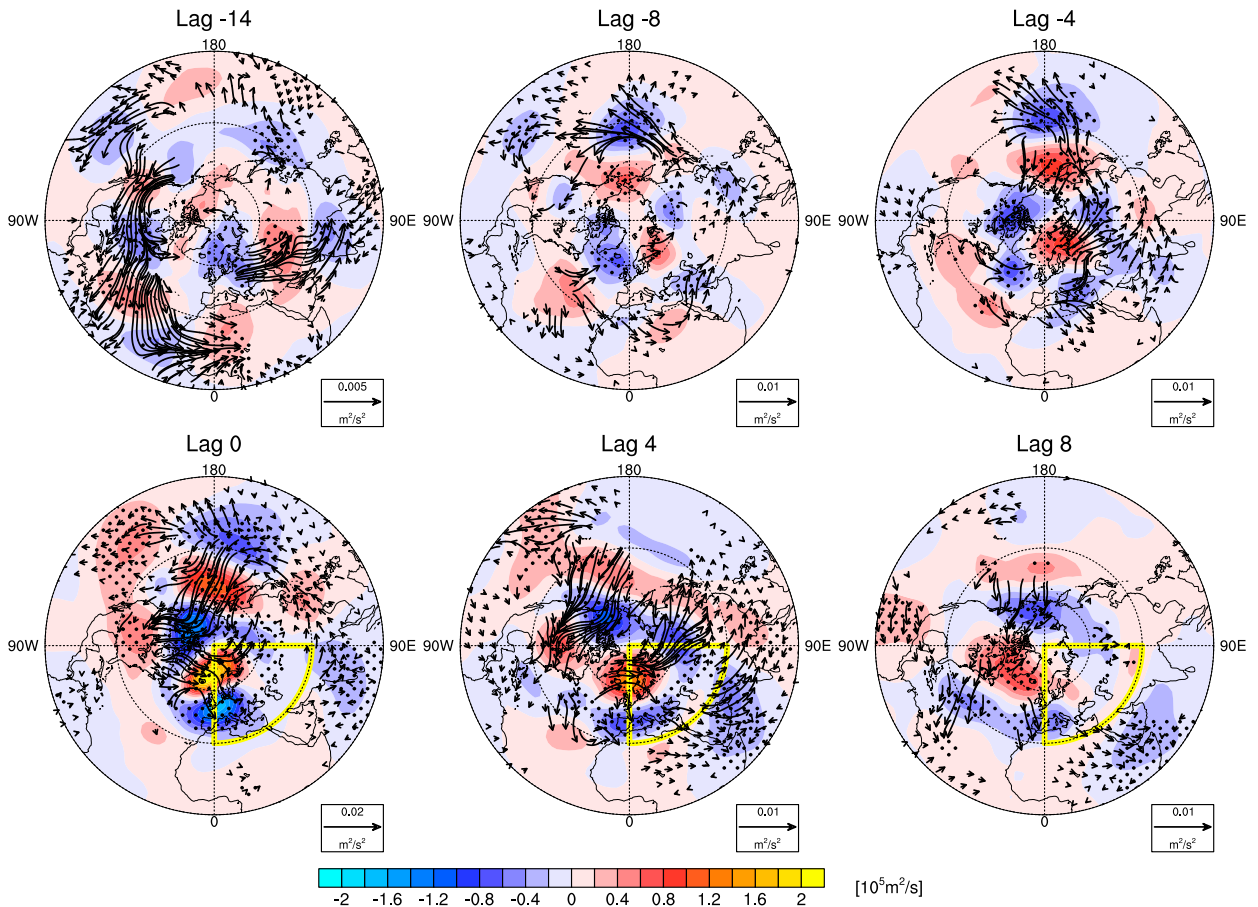 Lag -14
Lag -8
Lag -4
180
180
180
90W
90E
90W
90E
90W
90E
0
0
0
0.005
m²/s²
0.01
m²/s²
0.01
m²/s²
Lag 0
Lag 4
Lag 8
180
180
180
90W
90E
90W
90E
90W
90E
0
0
0
0.02
m²/s²
0.01
m²/s²
0.01
m²/s²
-2 -1.6 -1.2 -0.8 -0.4 0 0.4 0.8 1.2 1.6 2
[10⁵m²/s]